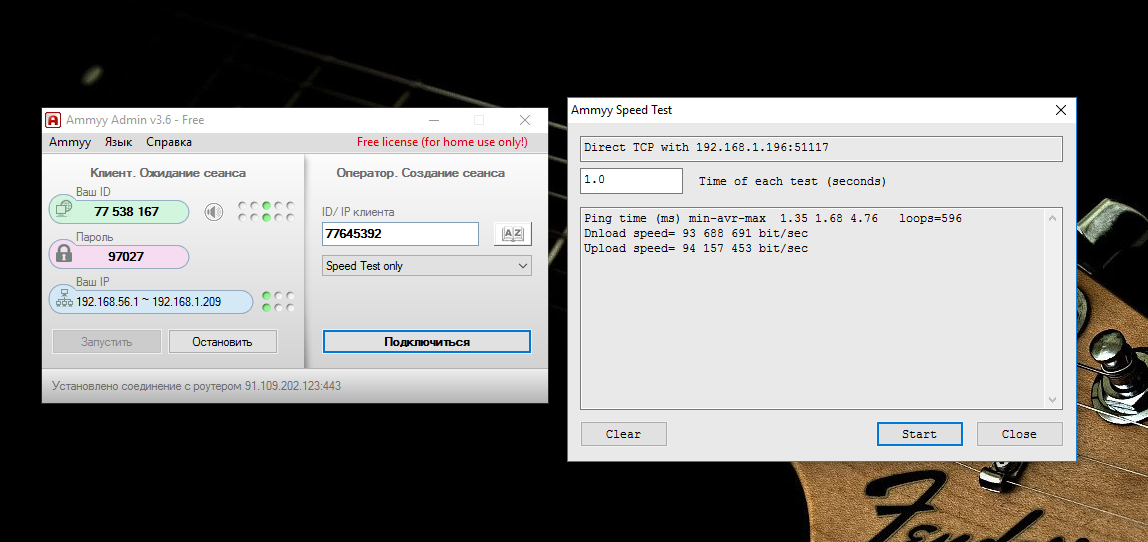 Ammyy Admin v3.6 - Free
Ammyy Язык Справка Free license (for home use only!)
Клиент. Ожидание сеанса
Ваш ID
77 538 167
Пароль
97027
Ваш IP
192.168.56.1 ~ 192.168.1.209
Запустить Остановить
Оператор. Создание сеанса
ID/ IP клиента
77645392
AZ
Speed Test only
Подключиться
Установлено соединение с роутером 91.109.202.123:443
Ammyy Speed Test
Direct TCP with 192.168.1.196:51117
1.0 Time of each test (seconds)
Ping time (ms) min-avr-max 1.35 1.68 4.76 loops=596
Dnload speed= 93 688 691 bit/sec
Upload speed= 94 157 453 bit/sec
Clear Start Close
Fender